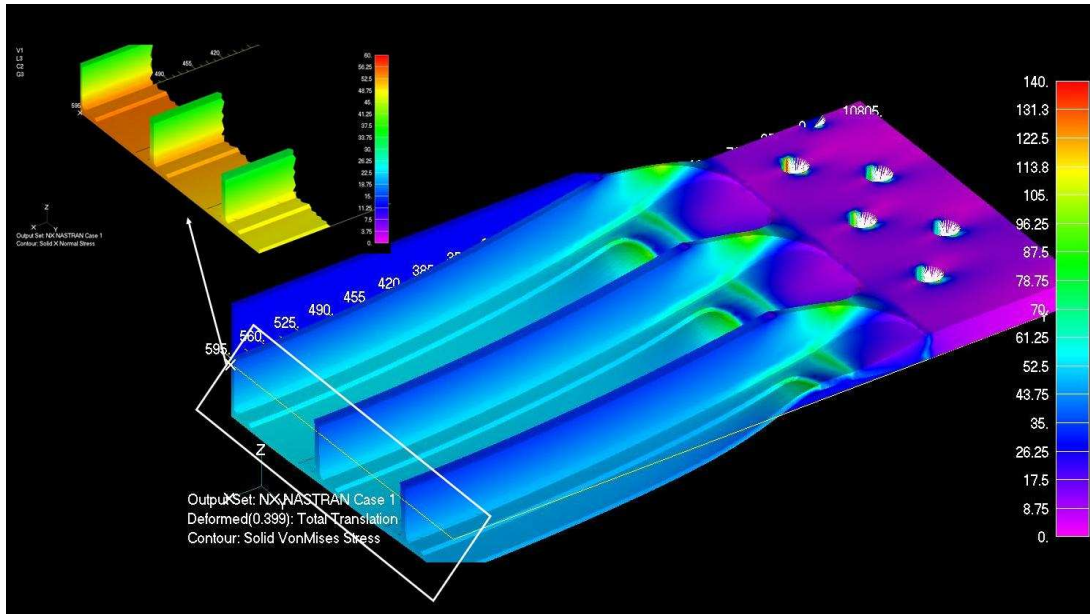 V1
L3
C2
G3
420.
455.
490.
595.
X
60.
56.25
52.5
48.75
45.
41.25
37.5
33.75
30.
26.25
22.5
18.75
15.
11.25
7.5
3.75
0.
Z
X Y
Output Set: NX NASTRAN Case 1
Contour: Solid X Normal Stress
10805.
140.
131.3
122.5
113.8
105.
96.25
87.5
78.75
70.
61.25
52.5
43.75
35.
26.25
17.5
8.75
0.
Y
385.
420.
455.
490.
525.
560.
595.
X
Z
X Y
Output Set: NX NASTRAN Case 1
Deformed(0.399): Total Translation
Contour: Solid VonMises Stress